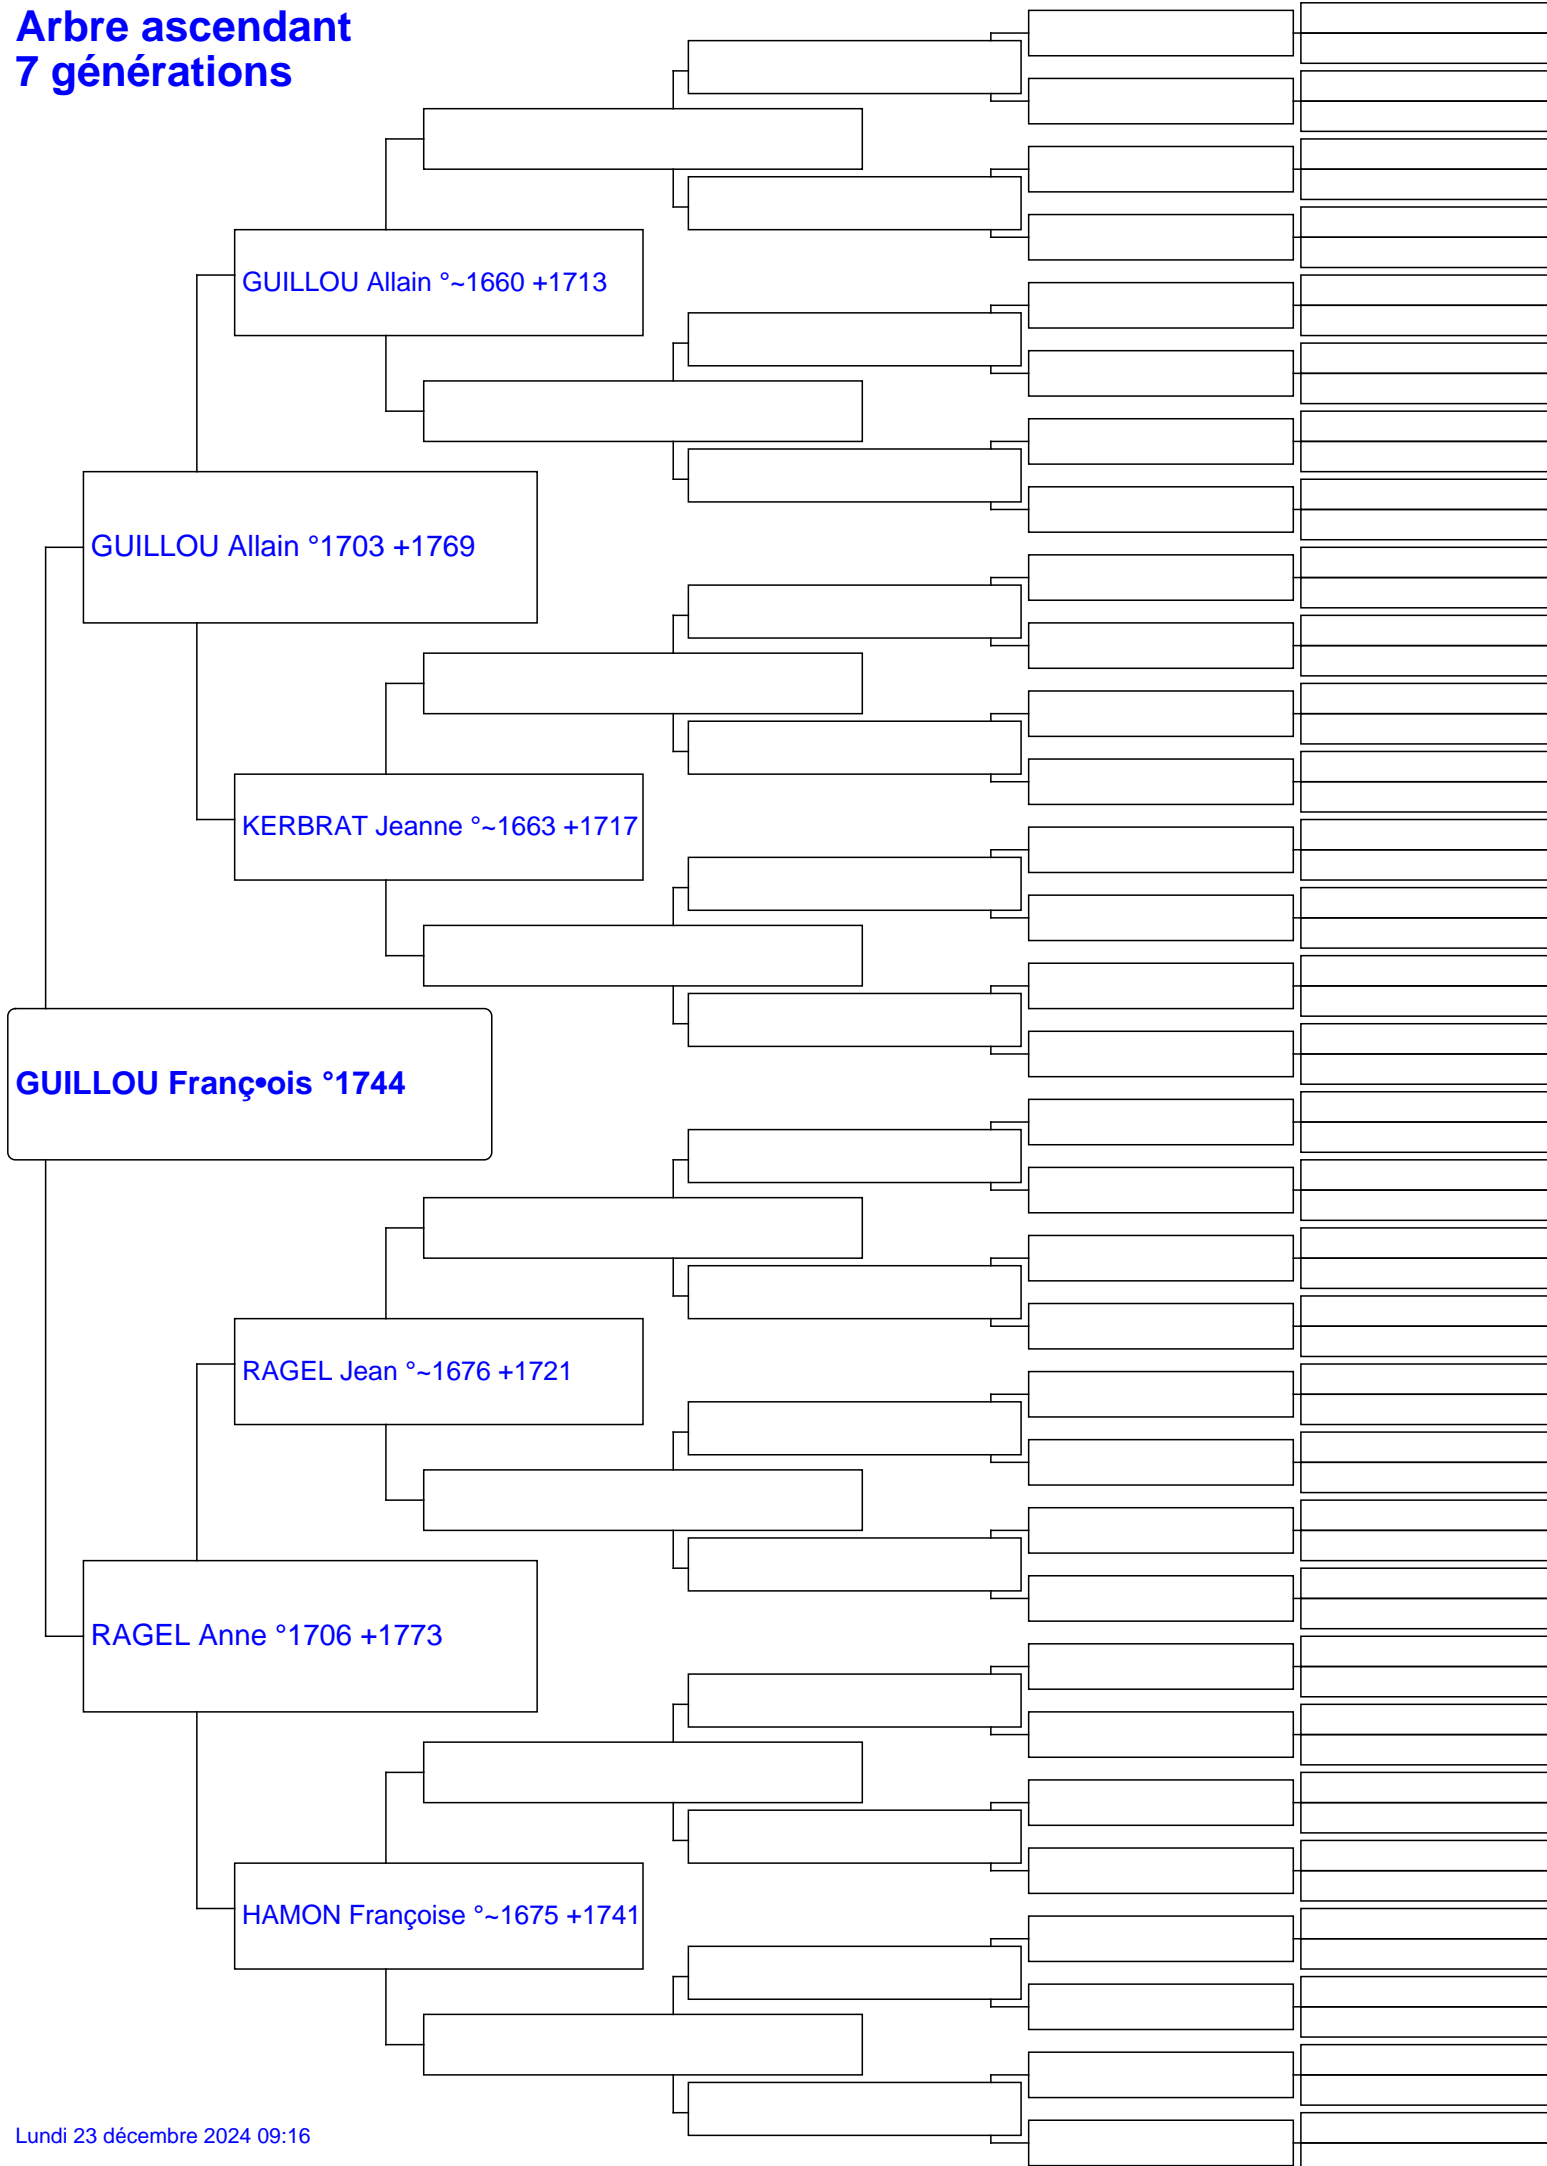 Arbre ascendant
7 générations
GUILLOU Allain °~1660 +1713
GUILLOU Allain °1703 +1769
KERBRAT Jeanne °~1663 +1717
GUILLOU Franç•ois °1744
RAGEL Jean °~1676 +1721
RAGEL Anne °1706 +1773
HAMON Françoise °~1675 +1741
Lundi 23 décembre 2024 09:16